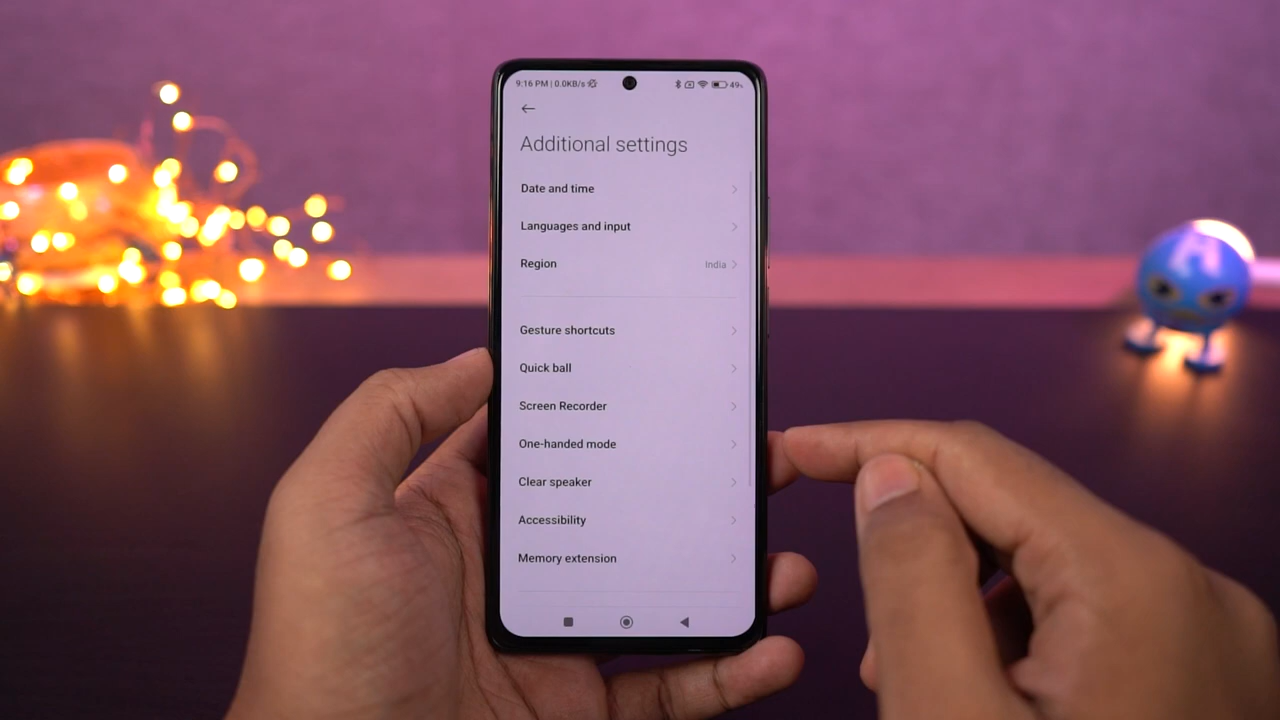 9:16 PM | 0.0KB/s 49%
Additional settings
Date and time
Languages and input
Region India
Gesture shortcuts
Quick ball
Screen Recorder
One-handed mode
Clear speaker
Accessibility
Memory extension